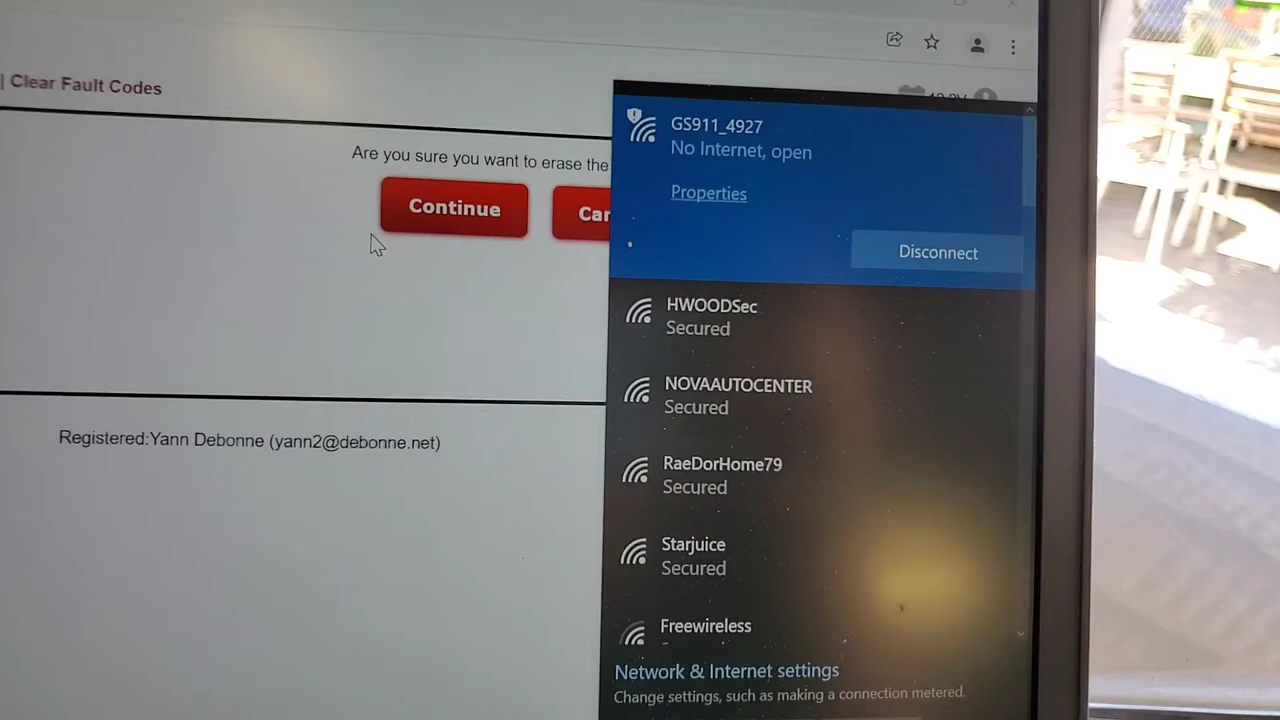 | Clear Fault Codes
Are you sure you want to erase the
Continue
Registered:Yann Debonne (yann2@debonne.net)
GS911_4927
No Internet, open
Properties
Disconnect
HWOODSec
Secured
NOVAAUTOCENTER
Secured
RaeDorHome79
Secured
Starjuice
Secured
Freewireless
Network & Internet settings
Change settings, such as making a connection metered.